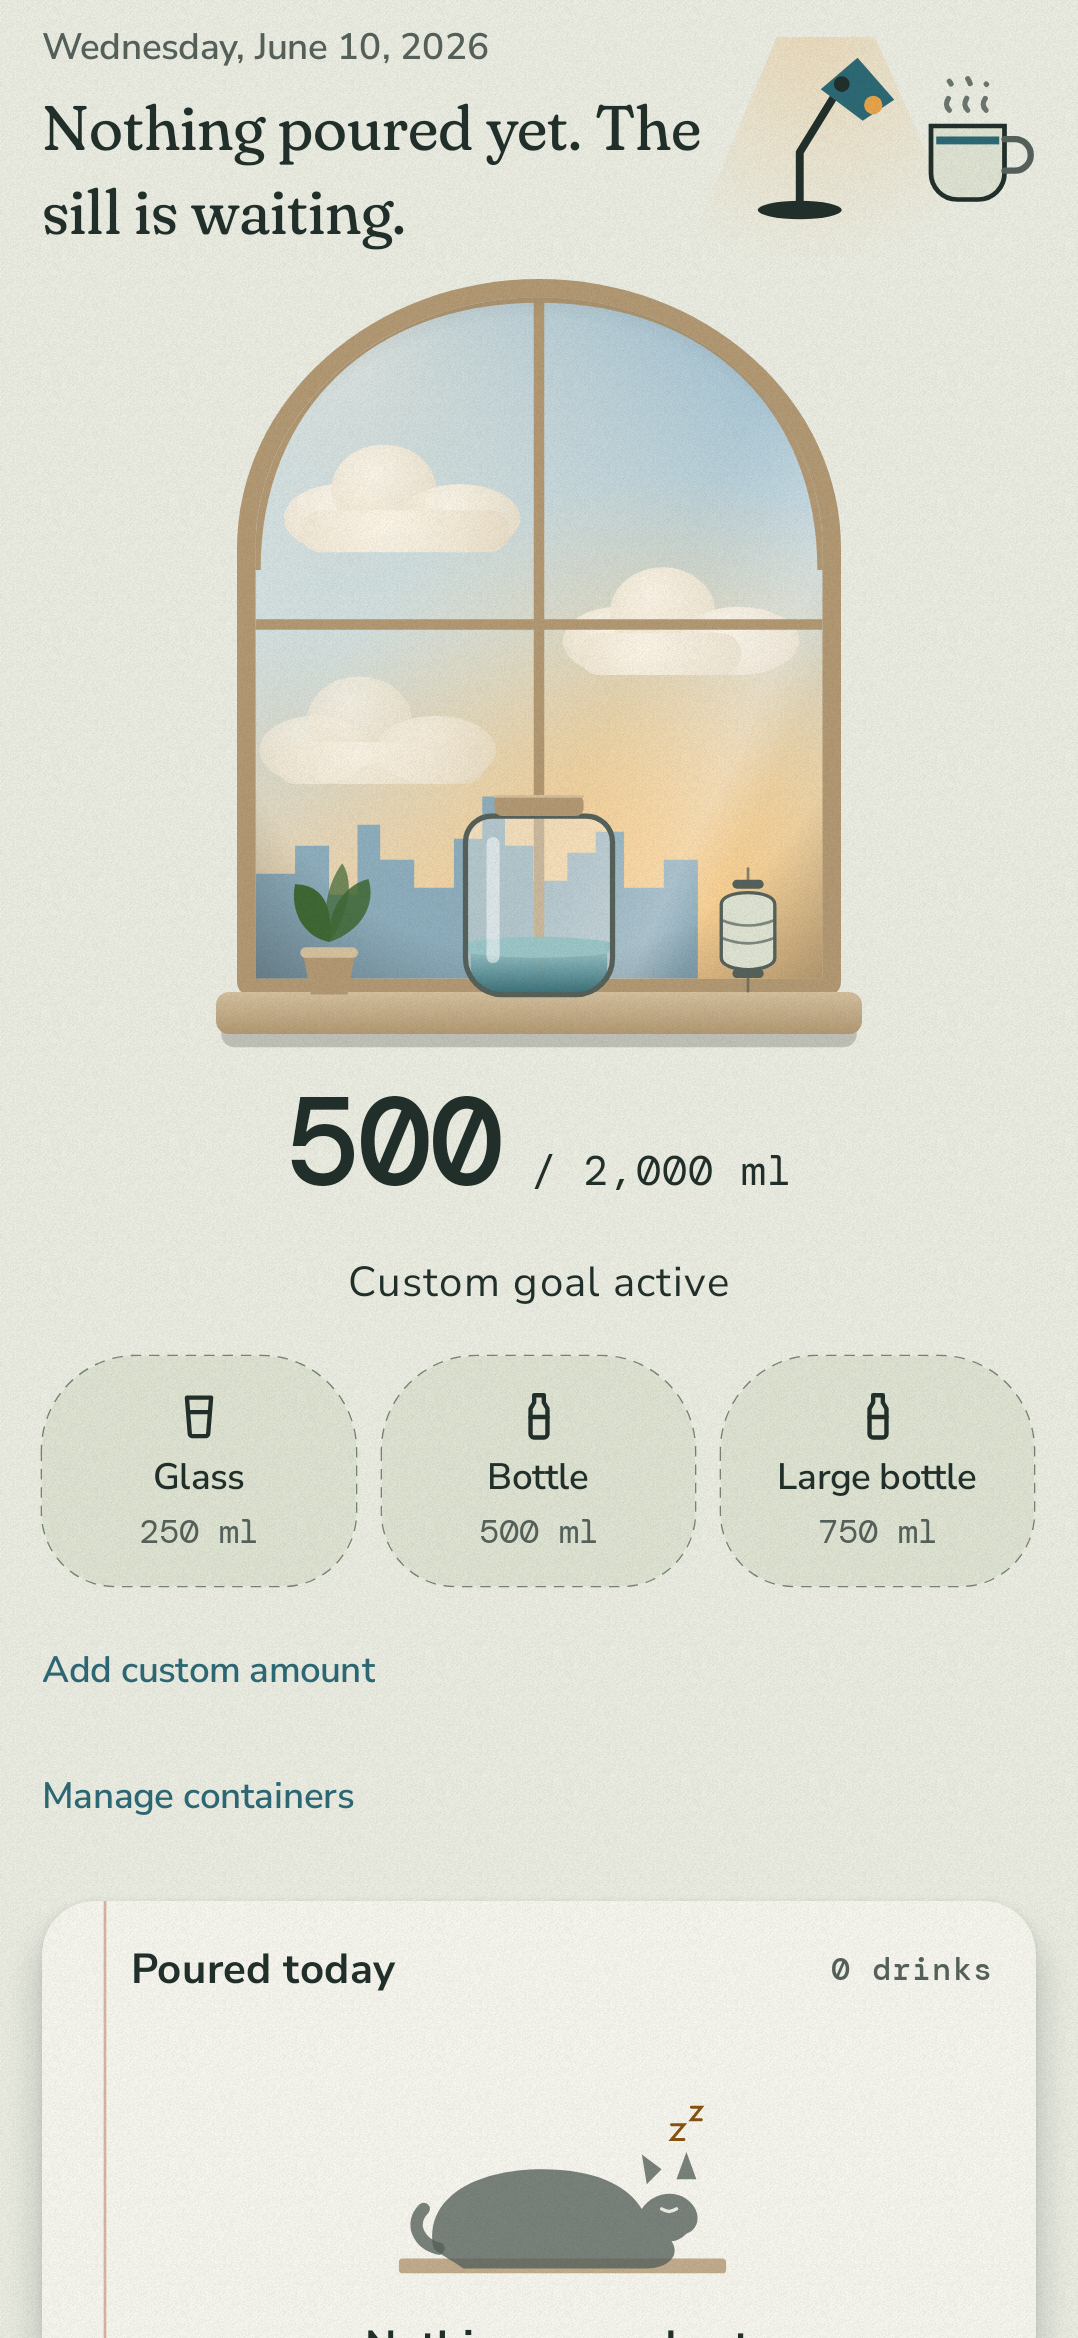 Wednesday, June 10, 2026
Nothing poured yet. The
sill is waiting.
500 / 2,000 ml
Custom goal active
Glass
250 ml
Bottle
500 ml
Large bottle
750 ml
Add custom amount
Manage containers
Poured today
0 drinks
z z